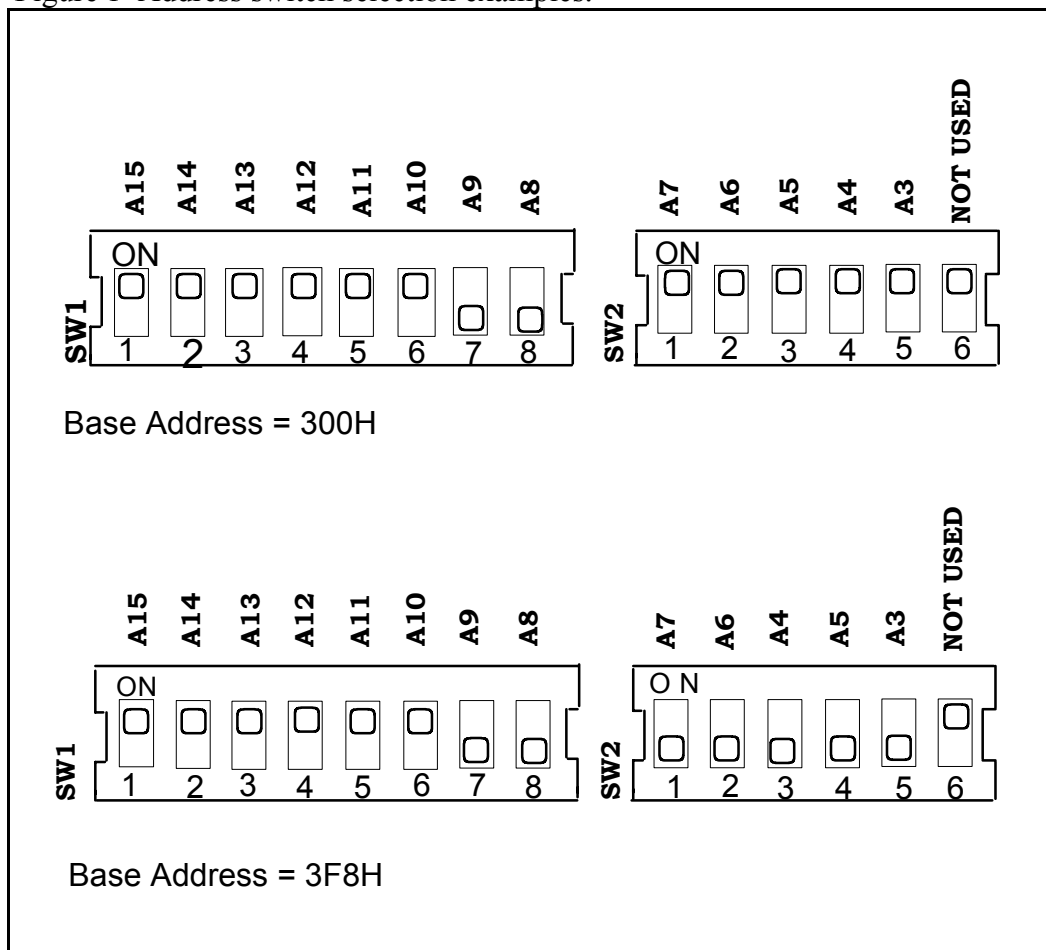 Figure 1 Address switch selection examples.
A15 A14 A13 A12 A11 A10 A9 A8
A7 A6 A5 A4 A3 NOT USED
ON
SW1
1 2 3 4 5 6 7 8
ON
SW2
1 2 3 4 5 6
Base Address = 300H
A15 A14 A13 A12 A11 A10 A9 A8
A7 A6 A4 A5 A3 NOT USED
ON
SW1
1 2 3 4 5 6 7 8
O N
SW2
1 2 3 4 5 6
Base Address = 3F8H